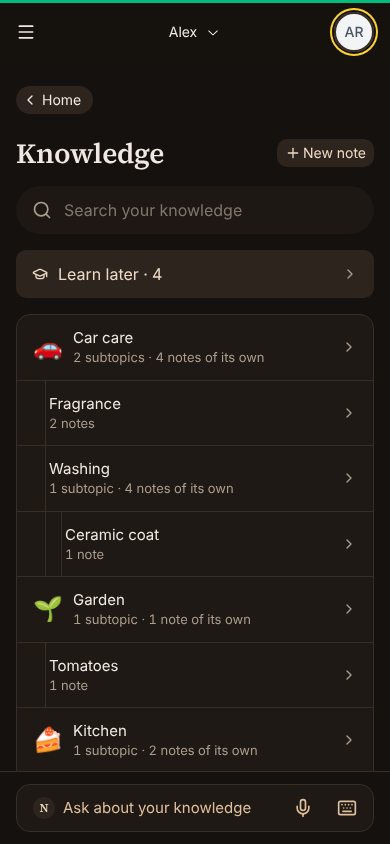 Alex
AR
Home
Knowledge
New note
Search your knowledge
Learn later · 4
Car care
2 subtopics · 4 notes of its own
Fragrance
2 notes
Washing
1 subtopic · 4 notes of its own
Ceramic coat
1 note
Garden
1 subtopic · 1 note of its own
Tomatoes
1 note
Kitchen
1 subtopic · 2 notes of its own
N Ask about your knowledge